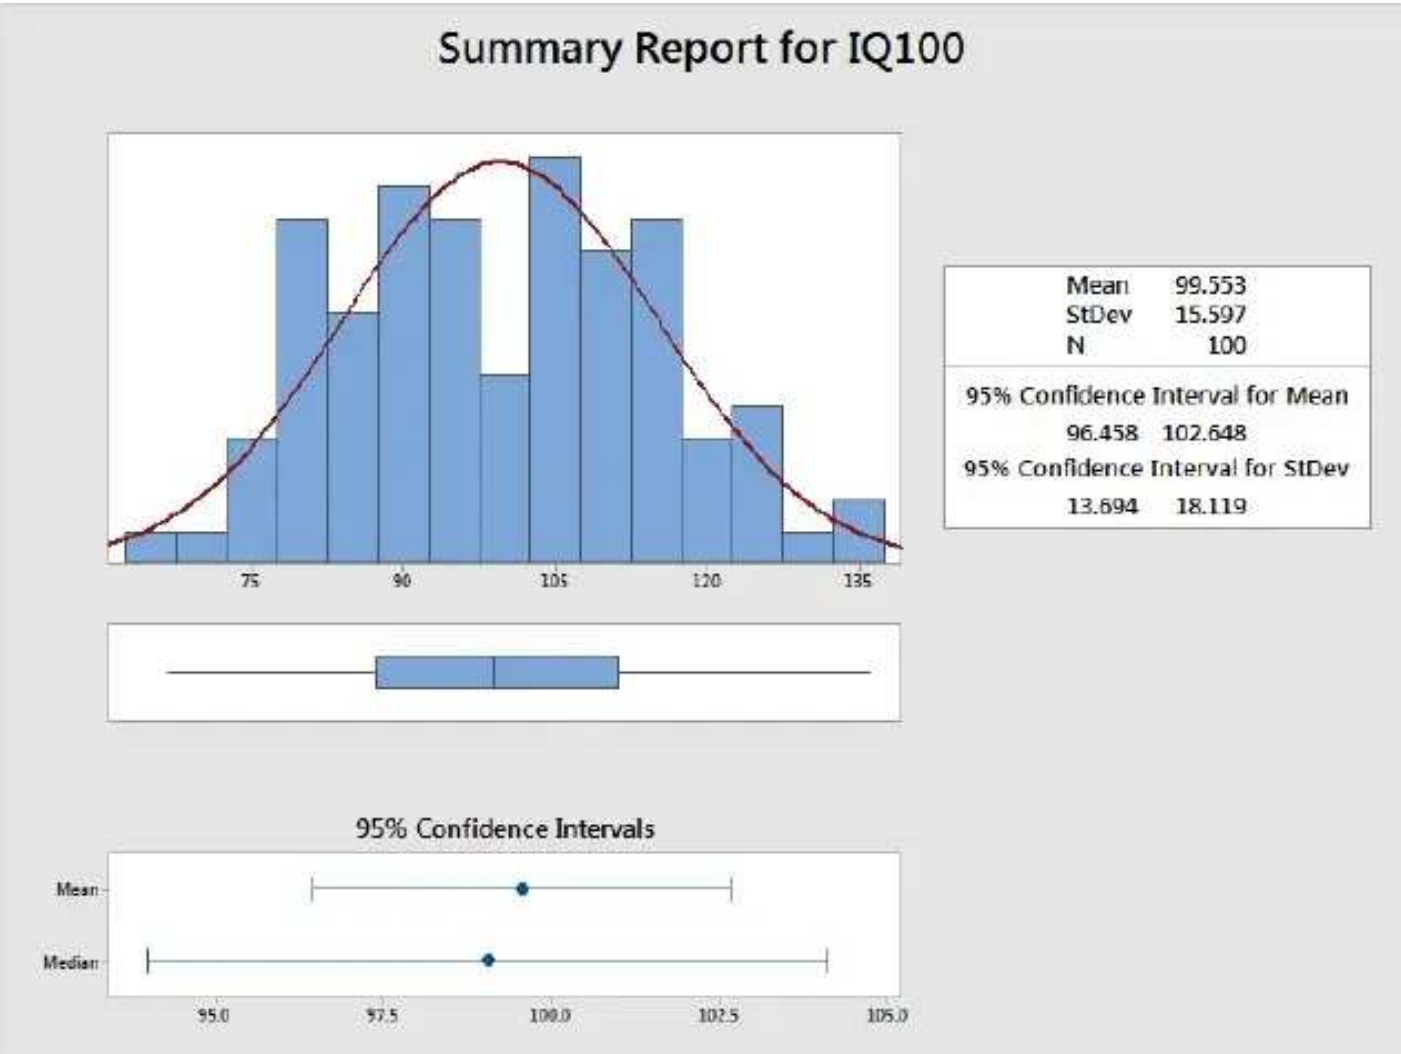 Summary Report for IQ100
Mean 99.553
StDev 15.597
N 100
95% Confidence Interval for Mean
96.458 102.648
95% Confidence Interval for StDev
13.694 18.119
75 90 105 120 135
95% Confidence Intervals
Mean
Median
95.0 97.5 100.0 102.5 105.0